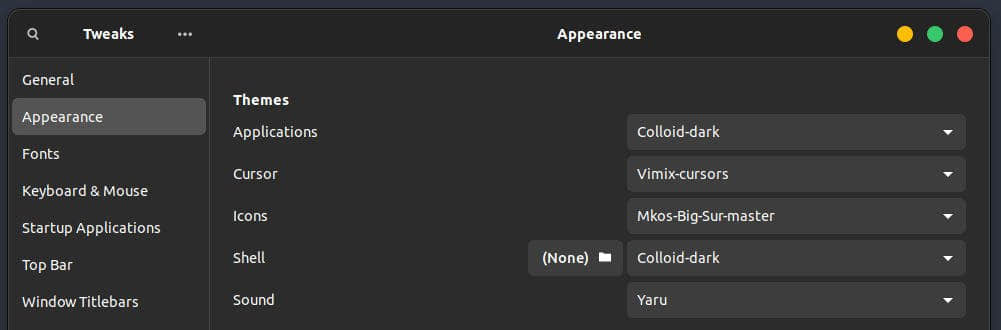 Tweaks
Appearance
General
Appearance
Fonts
Keyboard & Mouse
Startup Applications
Top Bar
Window Titlebars
Themes
Applications Colloid-dark
Cursor Vimix-cursors
Icons Mkos-Big-Sur-master
Shell (None) Colloid-dark
Sound Yaru